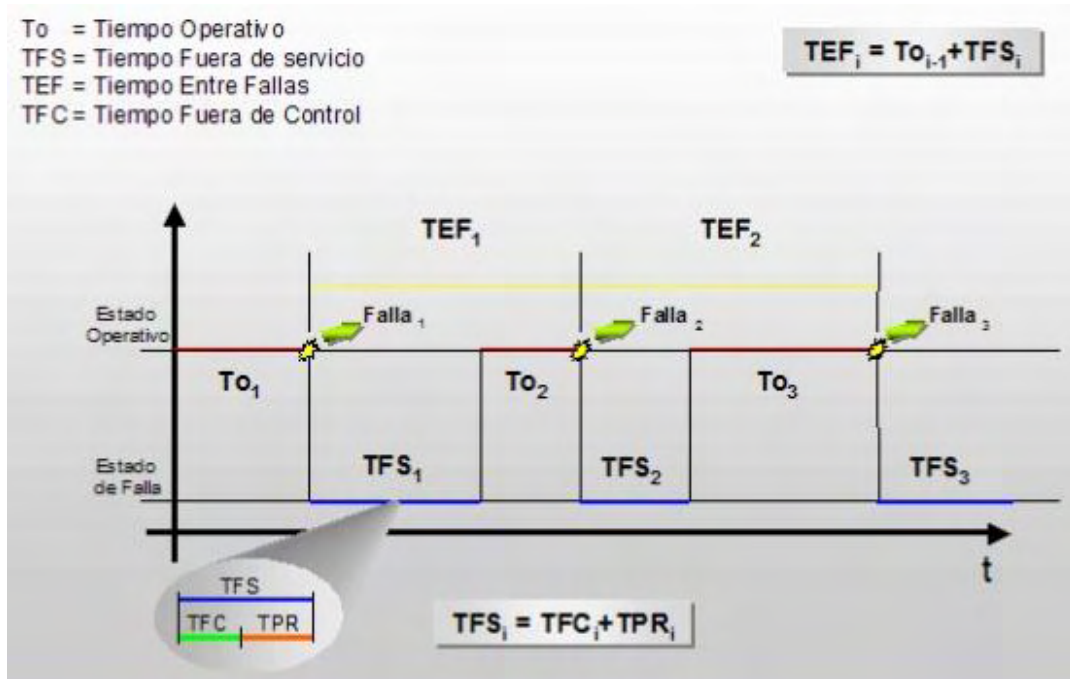 To = Tiempo Operativo
TFS = Tiempo Fuera de servicio
TEF = Tiempo Entre Fallas
TFC = Tiempo Fuera de Control
TEFi = Toi-1+TFSi
TEF1
TEF2
Estado
Operativo
Falla 1
Falla 2
Falla 3
To1
To2
To3
Estado
de Falla
TFS1
TFS2
TFS3
t
TFS
TFC TPR
TFSi = TFCi+TPRi